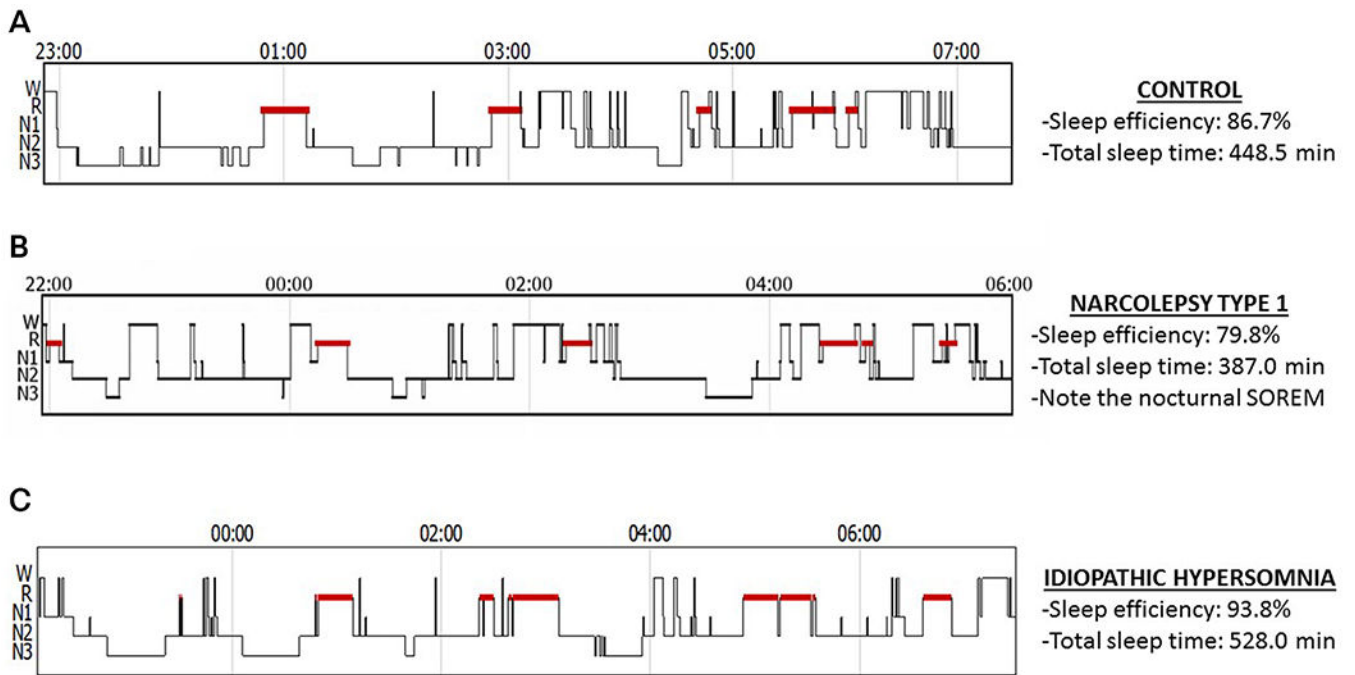 A
23:00 01:00 03:00 05:00 07:00
W
R
N1
N2
N3
CONTROL
-Sleep efficiency: 86.7%
-Total sleep time: 448.5 min
B
22:00 00:00 02:00 04:00 06:00
W
R
N1
N2
N3
NARCOLEPSY TYPE 1
-Sleep efficiency: 79.8%
-Total sleep time: 387.0 min
-Note the nocturnal SOREM
C
00:00 02:00 04:00 06:00
W
R
N1
N2
N3
IDIOPATHIC HYPERSOMNIA
-Sleep efficiency: 93.8%
-Total sleep time: 528.0 min